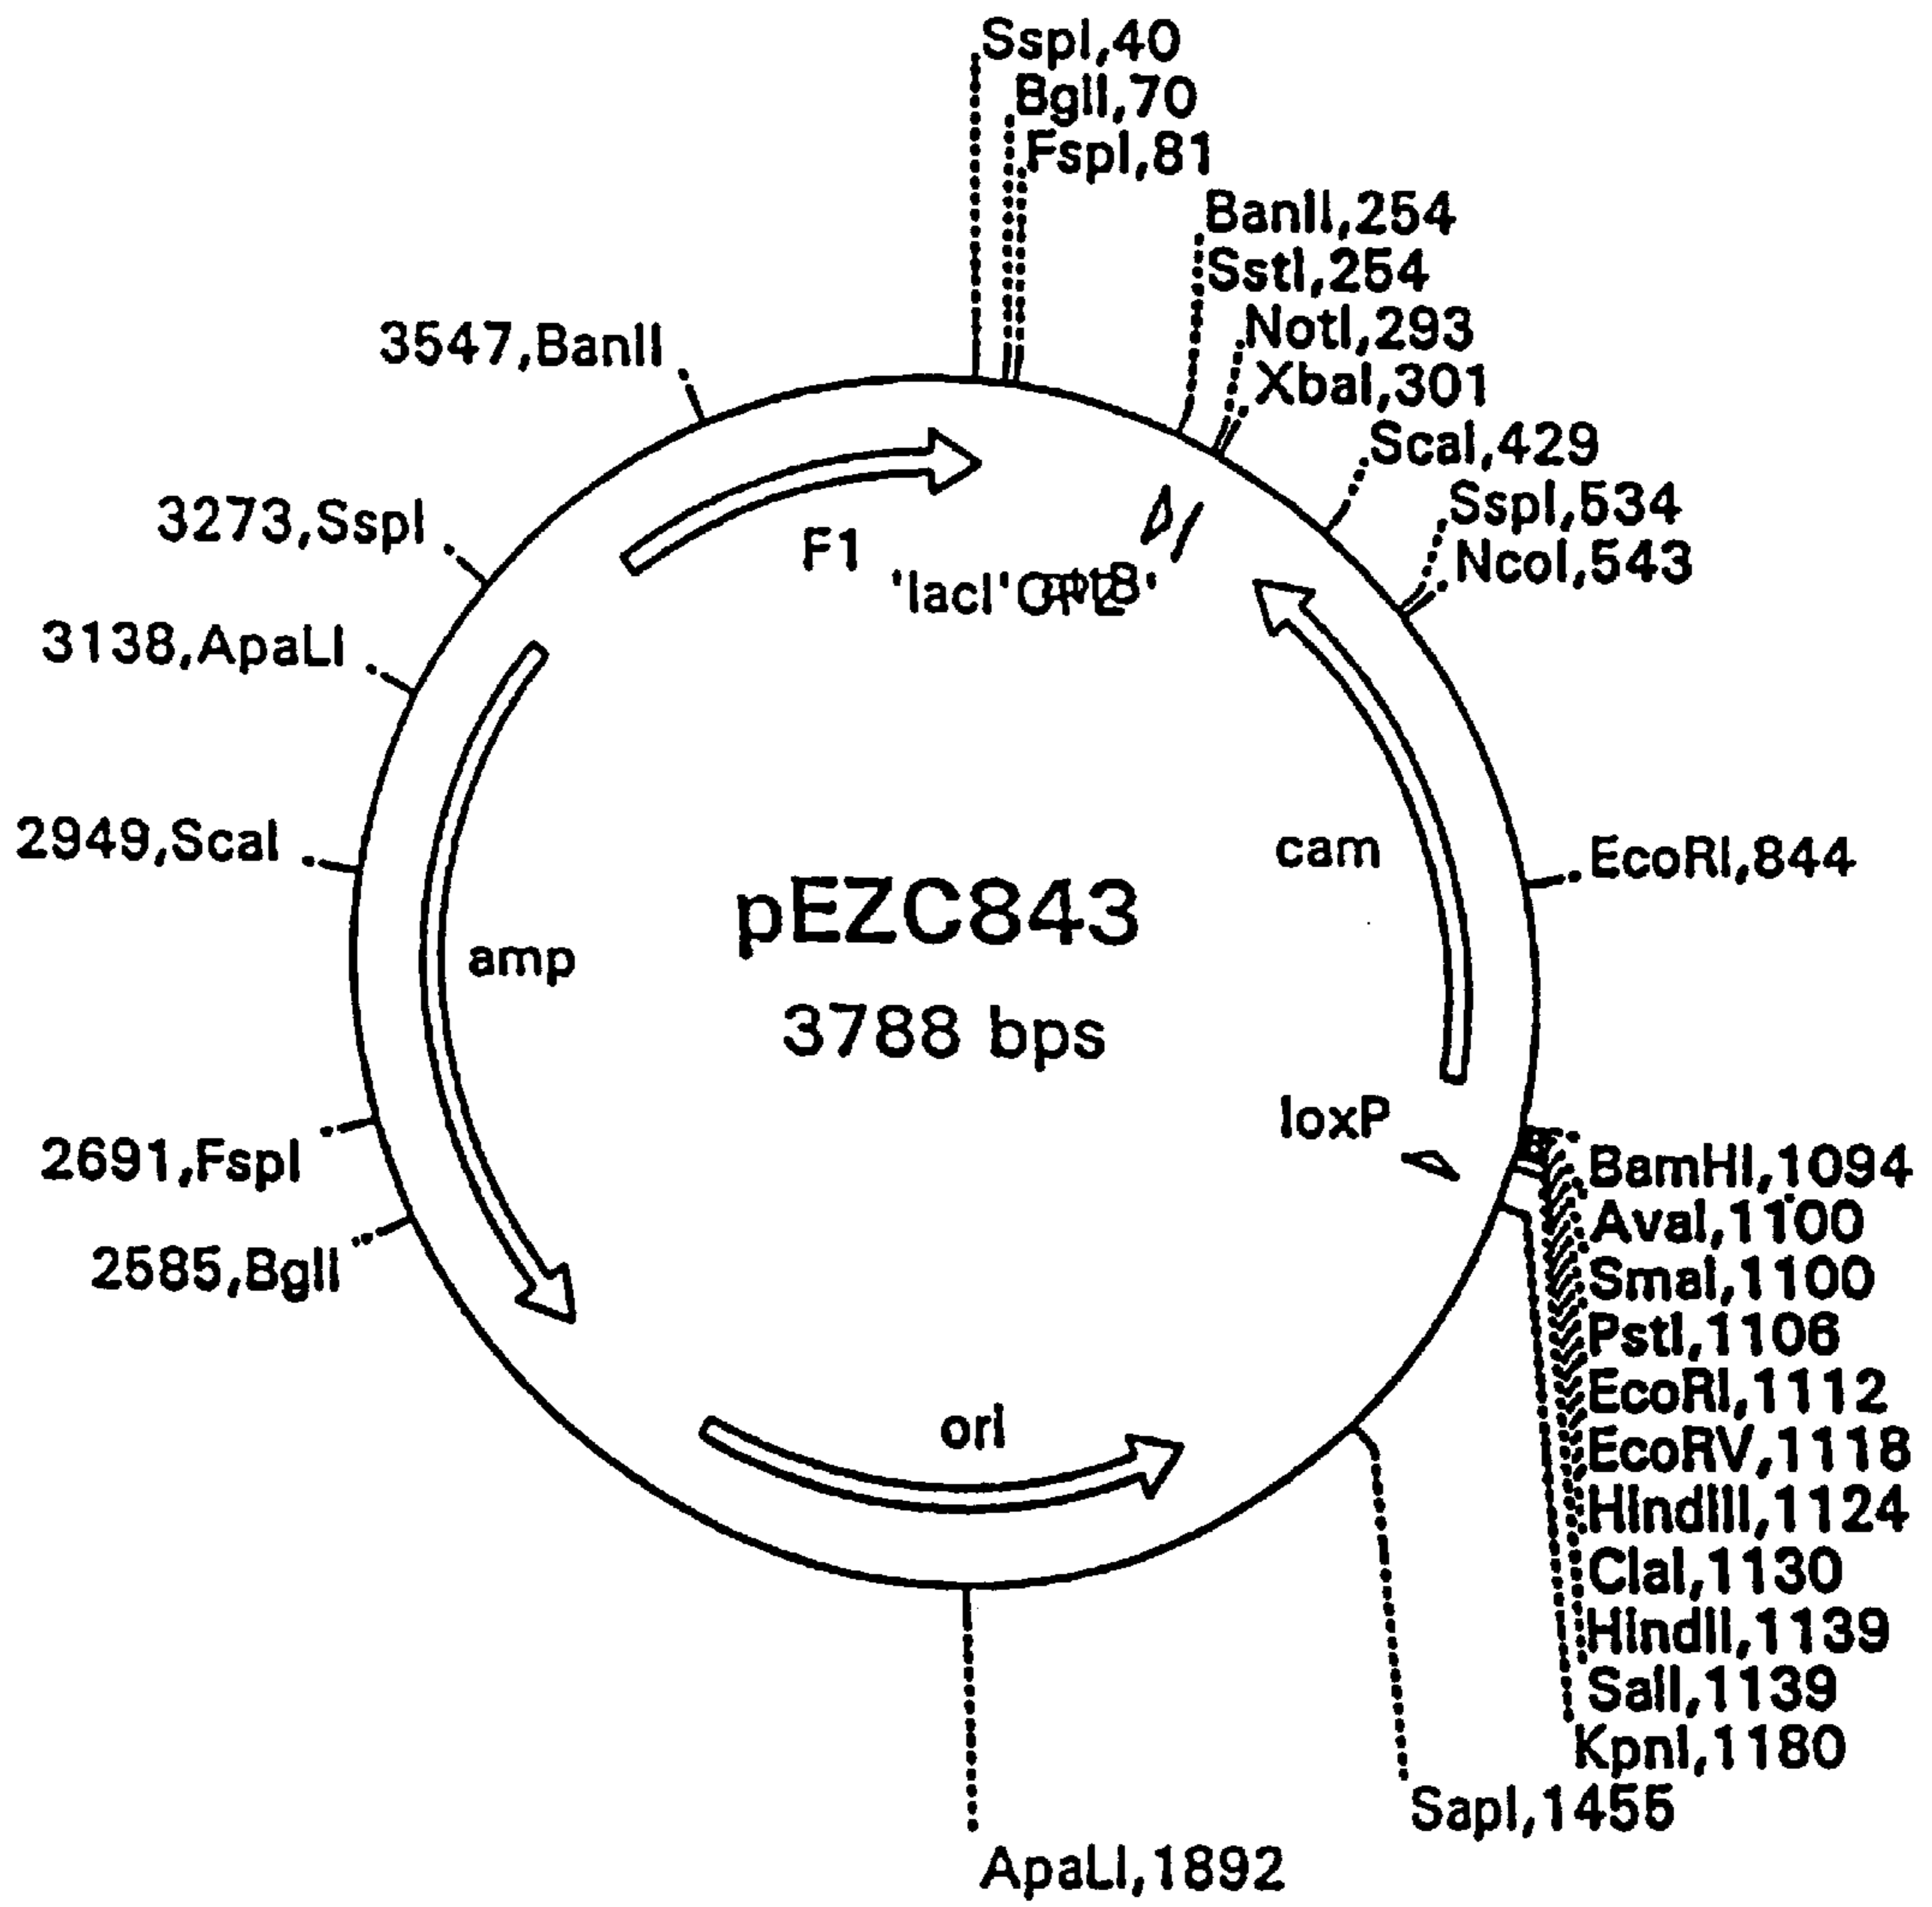 SspI,40
BglI,70
FspI,81
BanII,254
SstI,254
NotI,293
XbaI,301
ScaI,429
SspI,534
NcoI,543
3547,BanII
3273,SspI
3138,ApaLI
2949,ScaI
2691,FspI
2585,BglI
F1
'lacI'
cam
amp
pEZC843
3788 bps
loxP
ori
EcoRI,844
BamHI,1094
AvaI,1100
SmaI,1100
PstI,1106
EcoRI,1112
EcoRV,1118
HindIII,1124
ClaI,1130
HindII,1139
SalI,1139
KpnI,1180
SapI,1455
ApaLI,1892